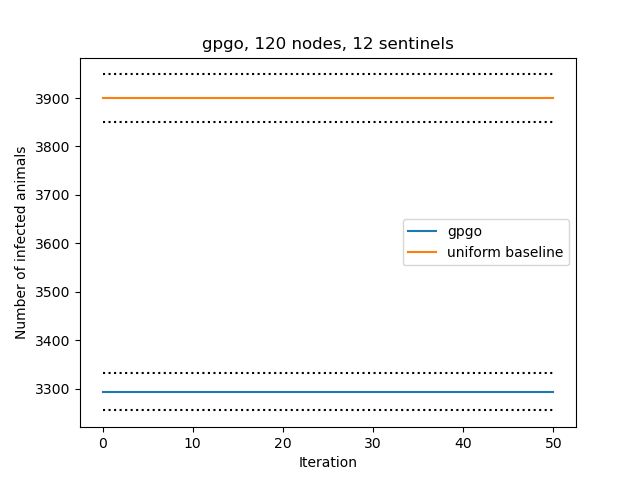 gpgo, 120 nodes, 12 sentinels
Number of infected animals
3900
3800
3700
3600
3500
3400
3300
gpgo
uniform baseline
0 10 20 30 40 50
Iteration